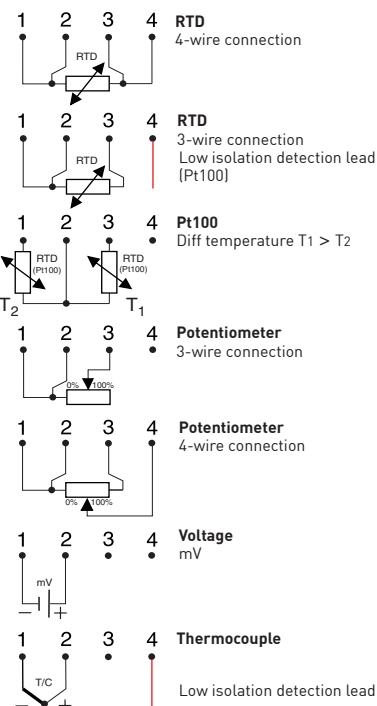 1 2 3 4 RTD
4-wire connection
RTD
1 2 3 4 RTD
3-wire connection
Low isolation detection lead
(Pt100)
RTD
1 2 3 4 Pt100
Diff temperature T1 > T2
RTD
(Pt100)
RTD
(Pt100)
T2
T1
1 2 3 4 Potentiometer
3-wire connection
0% 100%
1 2 3 4 Potentiometer
4-wire connection
0% 100%
1 2 3 4 Voltage
mV
mV
– +
1 2 3 4 Thermocouple
T/C
Low isolation detection lead
– +